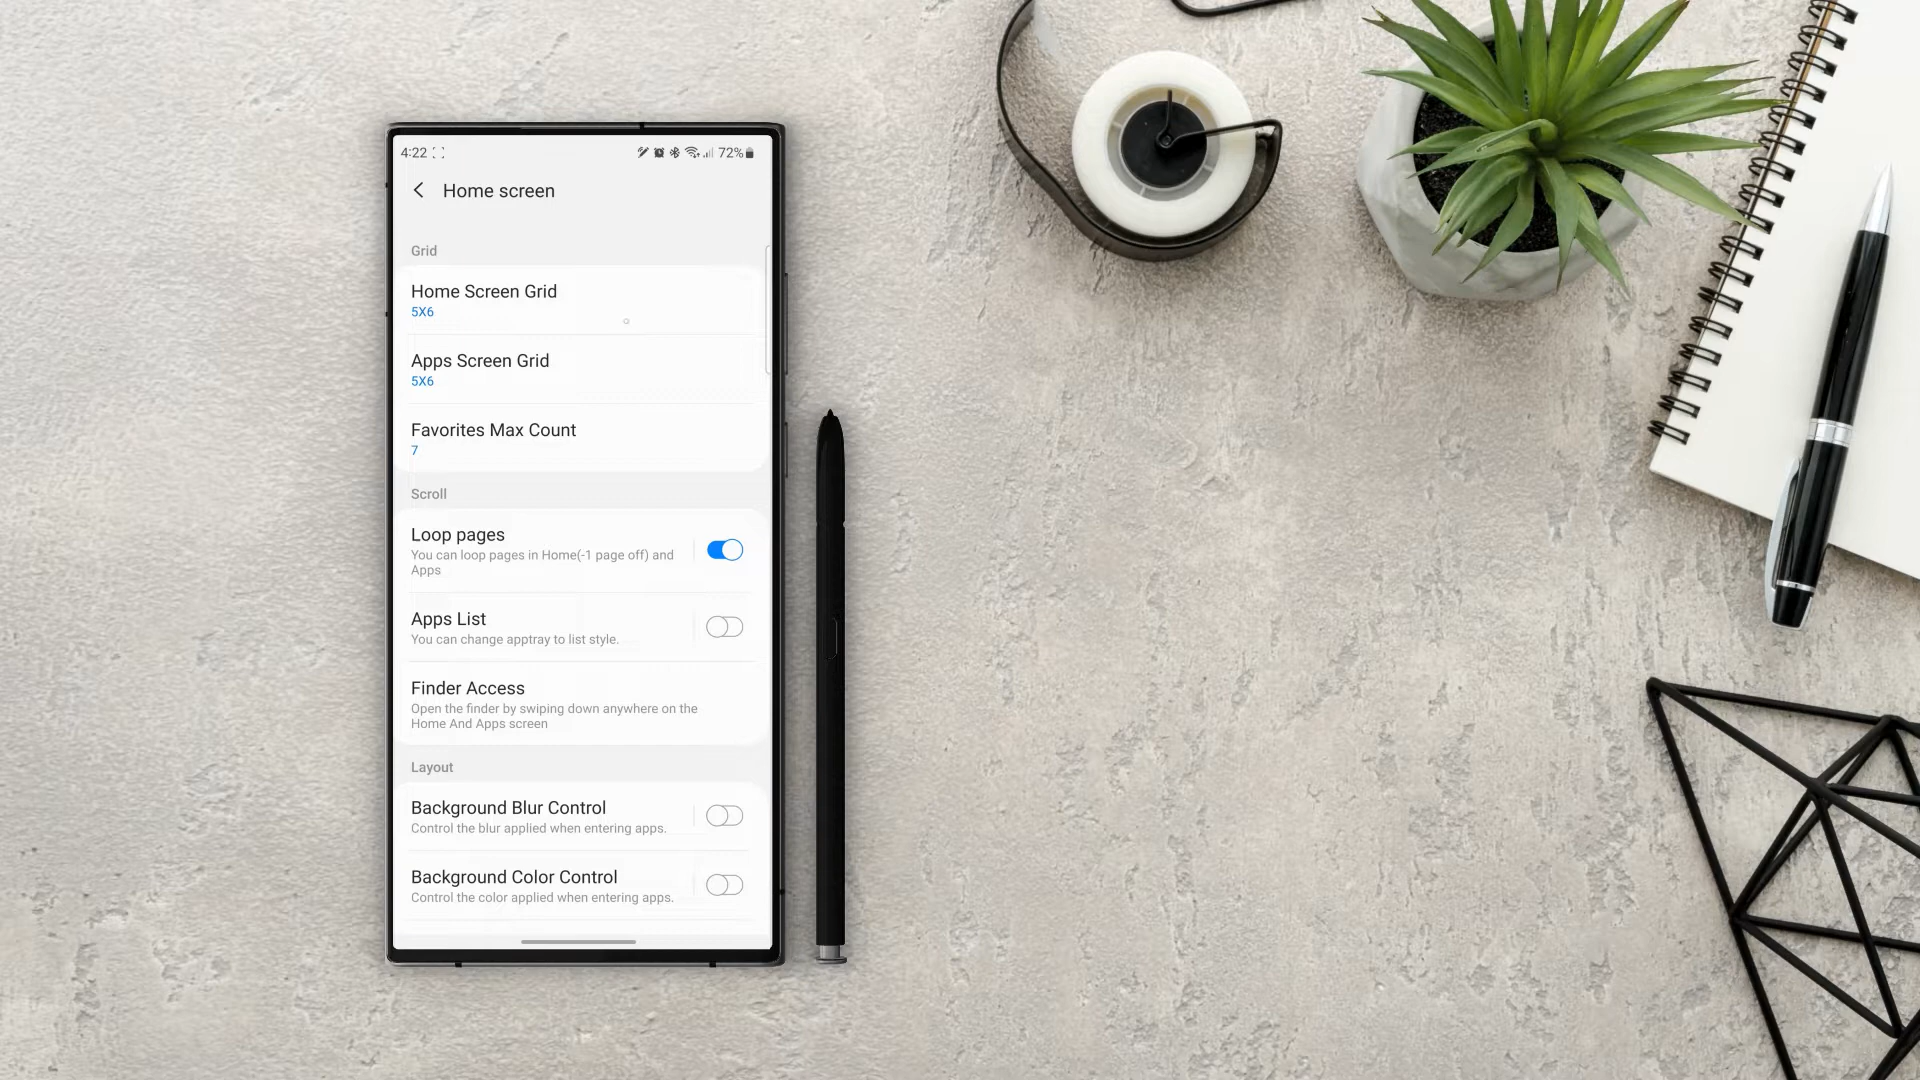 4:22
72%
Home screen
Grid
Home Screen Grid
5X6
Apps Screen Grid
5X6
Favorites Max Count
7
Scroll
Loop pages
You can loop pages in Home(-1 page off) and
Apps
Apps List
You can change apptray to list style.
Finder Access
Open the finder by swiping down anywhere on the
Home And Apps screen
Layout
Background Blur Control
Control the blur applied when entering apps.
Background Color Control
Control the color applied when entering apps.